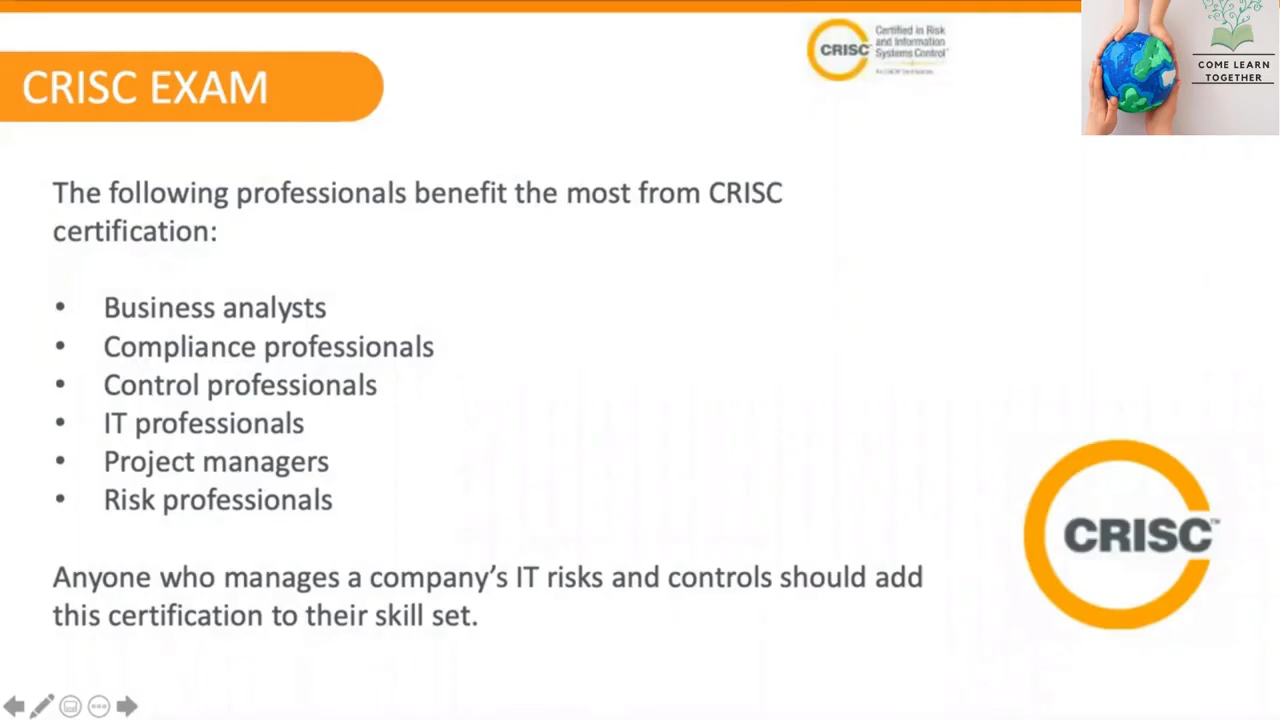 CRISC EXAM
CRISC
Certified in Risk
and Information
Systems Control
COME LEARN
TOGETHER
The following professionals benefit the most from CRISC
certification:
• Business analysts
• Compliance professionals
• Control professionals
• IT professionals
• Project managers
• Risk professionals
Anyone who manages a company’s IT risks and controls should add
this certification to their skill set.
CRISC™